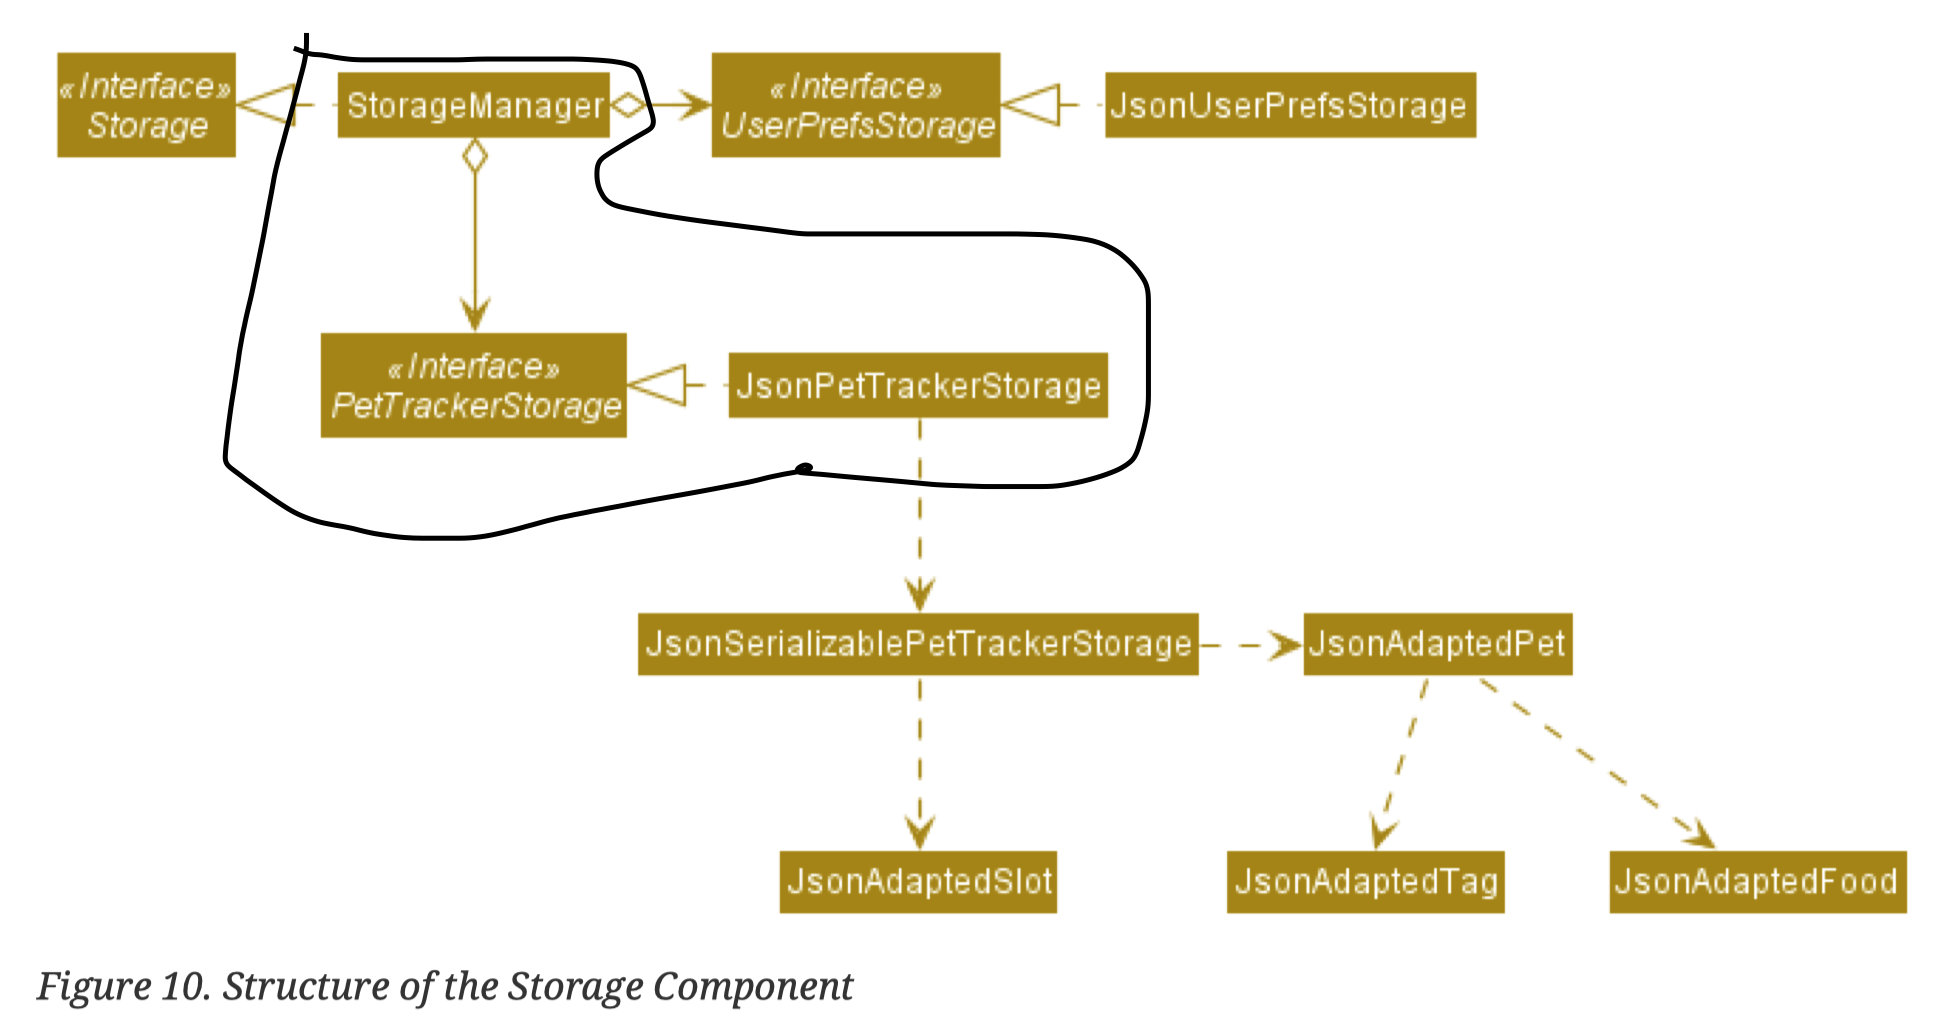 «Interface»
Storage
StorageManager
«Interface»
UserPrefsStorage
JsonUserPrefsStorage
«Interface»
PetTrackerStorage
JsonPetTrackerStorage
JsonSerializablePetTrackerStorage
JsonAdaptedPet
JsonAdaptedSlot
JsonAdaptedTag
JsonAdaptedFood
Figure 10. Structure of the Storage Component